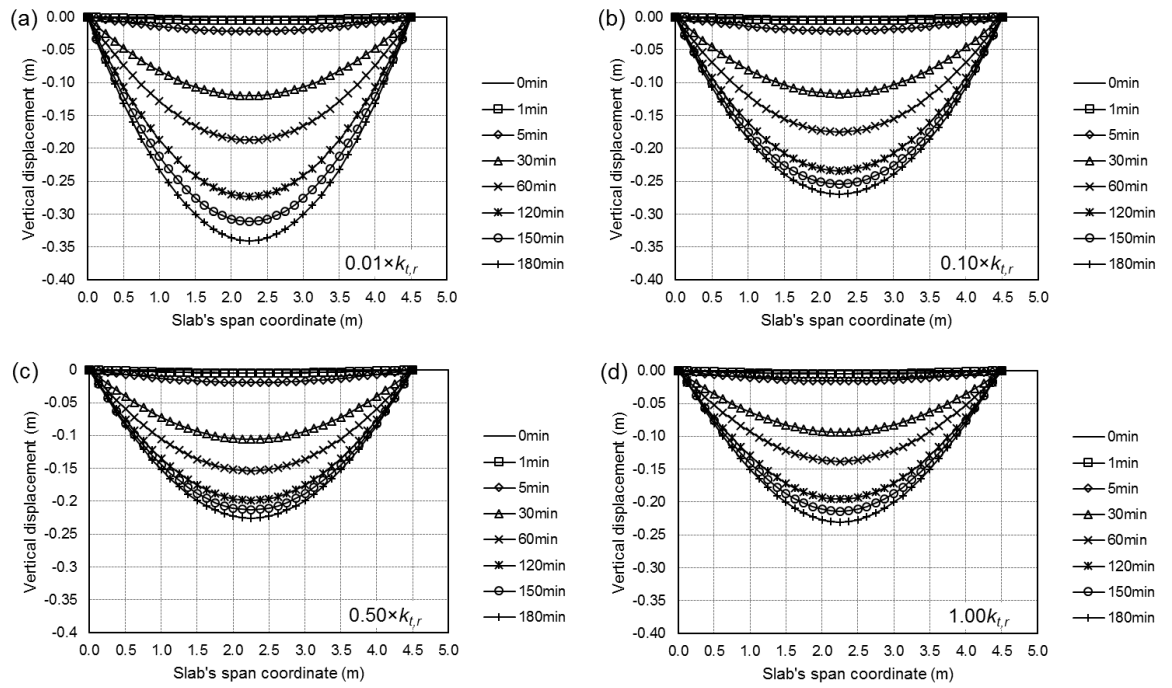 (a)
0.00
-0.05
-0.10
-0.15
-0.20
-0.25
-0.30
-0.35
-0.40
Vertical displacement (m)
0.0 0.5 1.0 1.5 2.0 2.5 3.0 3.5 4.0 4.5 5.0
Slab's span coordinate (m)
0.01×kt,r
0min
1min
5min
30min
60min
120min
150min
180min
(b)
0.00
-0.05
-0.10
-0.15
-0.20
-0.25
-0.30
-0.35
-0.40
Vertical displacement (m)
0.0 0.5 1.0 1.5 2.0 2.5 3.0 3.5 4.0 4.5 5.0
Slab's span coordinate (m)
0.10×kt,r
0min
1min
5min
30min
60min
120min
150min
180min
(c)
0
-0.05
-0.1
-0.15
-0.2
-0.25
-0.3
-0.35
-0.4
Vertical displacement (m)
0.0 0.5 1.0 1.5 2.0 2.5 3.0 3.5 4.0 4.5 5.0
Slab's span coordinate (m)
0.50×kt,r
0min
1min
5min
30min
60min
120min
150min
180min
(d)
0.00
-0.05
-0.10
-0.15
-0.20
-0.25
-0.30
-0.35
-0.40
Vertical displacement (m)
0.0 0.5 1.0 1.5 2.0 2.5 3.0 3.5 4.0 4.5 5.0
Slab's span coordinate (m)
1.00kt,r
0min
1min
5min
30min
60min
120min
150min
180min